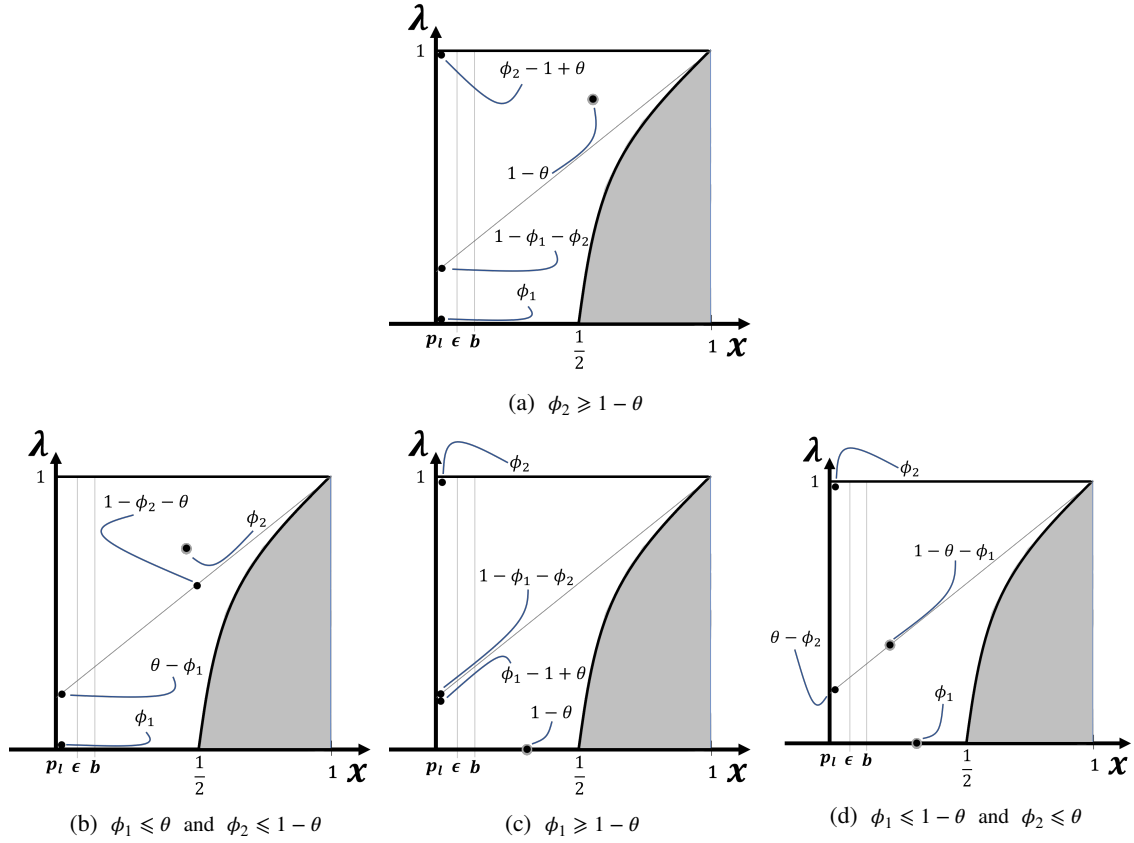 λ
1
ϕ₂ − 1 + θ
1 − θ
1 − ϕ₁ − ϕ₂
ϕ₁
pₗ ϵ b 1/2 1 x
(a) ϕ₂ ⩾ 1 − θ
λ
1
1 − ϕ₂ − θ
ϕ₂
θ − ϕ₁
ϕ₁
pₗ ϵ b 1/2 1 x
(b) ϕ₁ ⩽ θ and ϕ₂ ⩽ 1 − θ
λ
ϕ₂
1
1 − ϕ₁ − ϕ₂
ϕ₁ − 1 + θ
1 − θ
pₗ ϵ b 1/2 1 x
(c) ϕ₁ ⩾ 1 − θ
λ
ϕ₂
1
1 − θ − ϕ₁
θ − ϕ₂
ϕ₁
pₗ ϵ b 1/2 1 x
(d) ϕ₁ ⩽ 1 − θ and ϕ₂ ⩽ θ